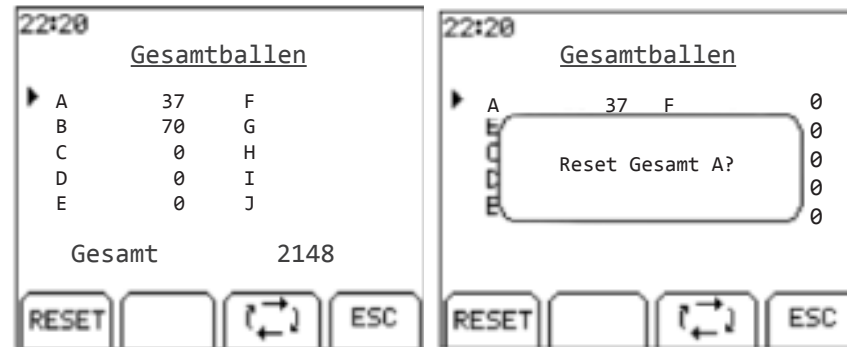 22:20
Gesamtballen
A 37 F
B 70 G
C 0 H
D 0 I
E 0 J
Gesamt 2148
RESET ESC
22:20
Gesamtballen
A 37 F 0
E 0
C 0
D 0
E 0
Reset Gesamt A?
RESET ESC